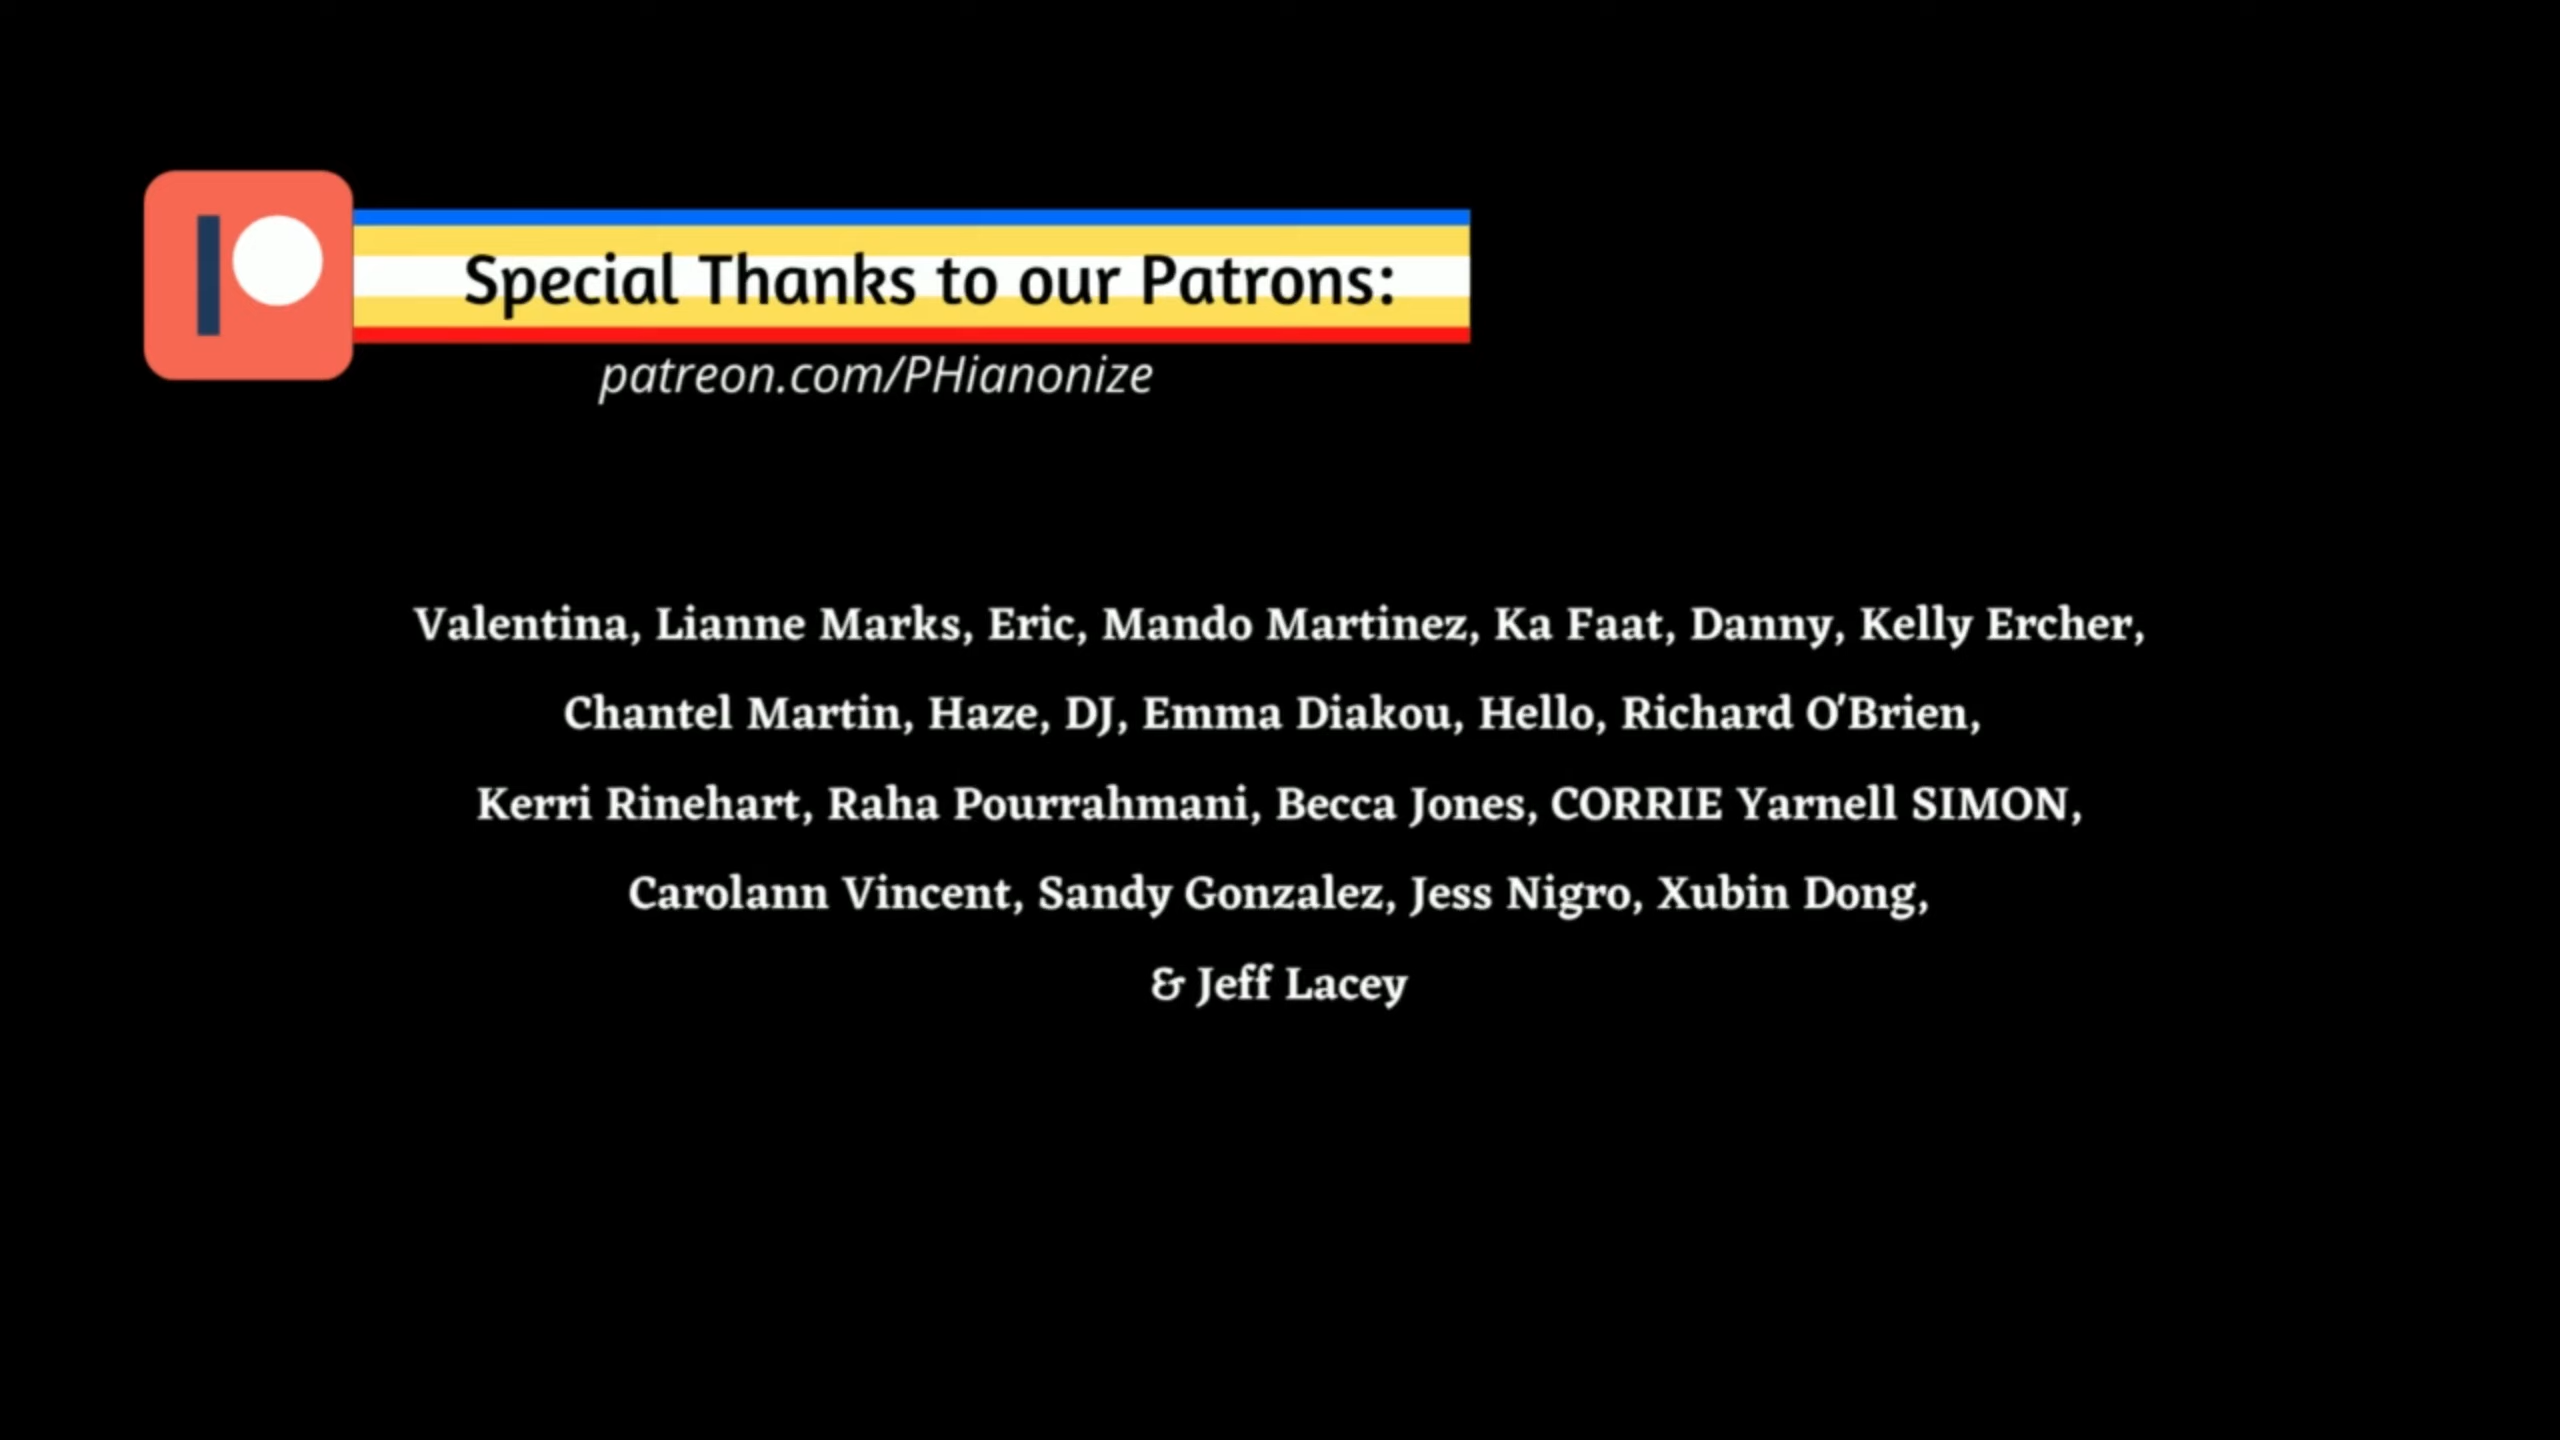 Special Thanks to our Patrons:
patreon.com/PHianonize
Valentina, Lianne Marks, Eric, Mando Martinez, Ka Faat, Danny, Kelly Ercher,
Chantel Martin, Haze, DJ, Emma Diakou, Hello, Richard O'Brien,
Kerri Rinehart, Raha Pourrahmani, Becca Jones, CORRIE Yarnell SIMON,
Carolann Vincent, Sandy Gonzalez, Jess Nigro, Xubin Dong,
& Jeff Lacey